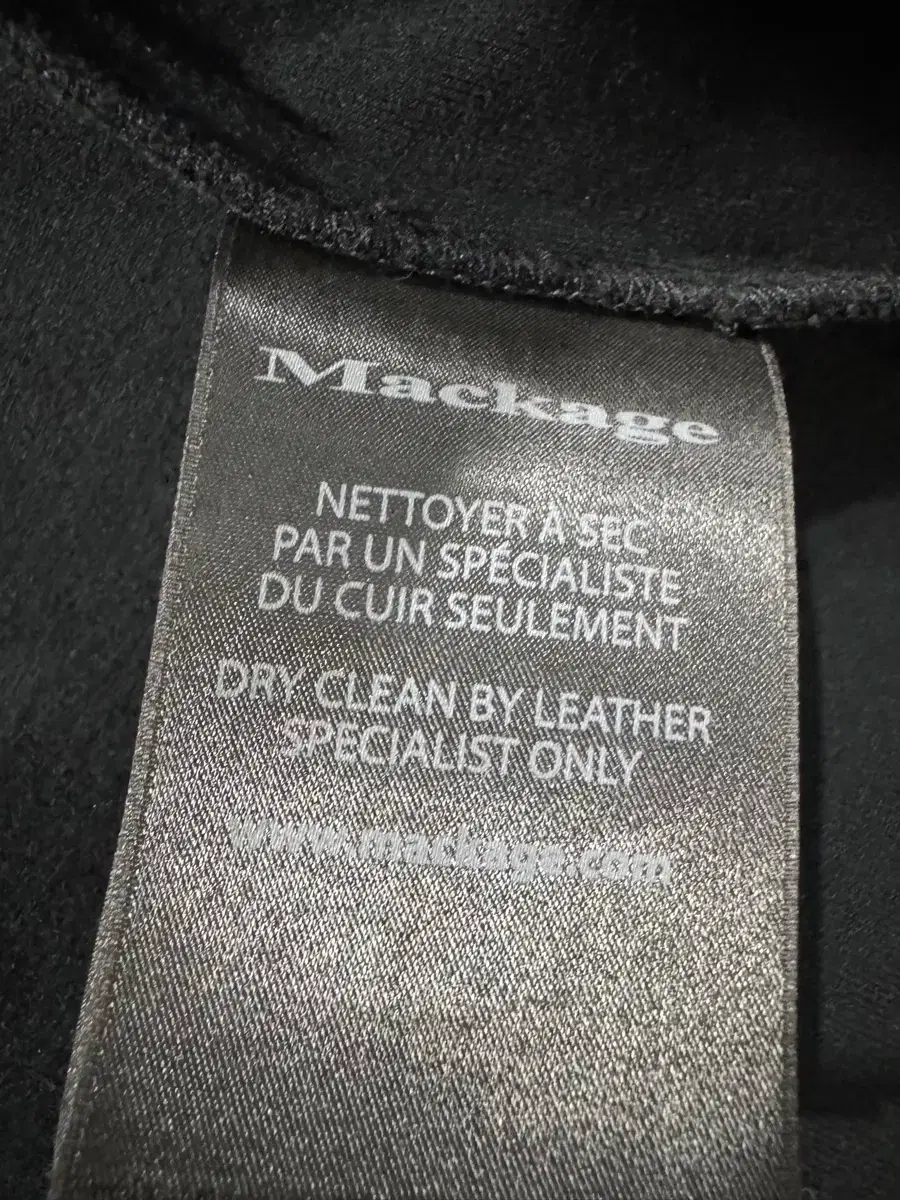 Mackage
NETTOYER À SEC
PAR UN SPÉCIALISTE
DU CUIR SEULEMENT
DRY CLEAN BY LEATHER
SPECIALIST ONLY
www.mackage.com